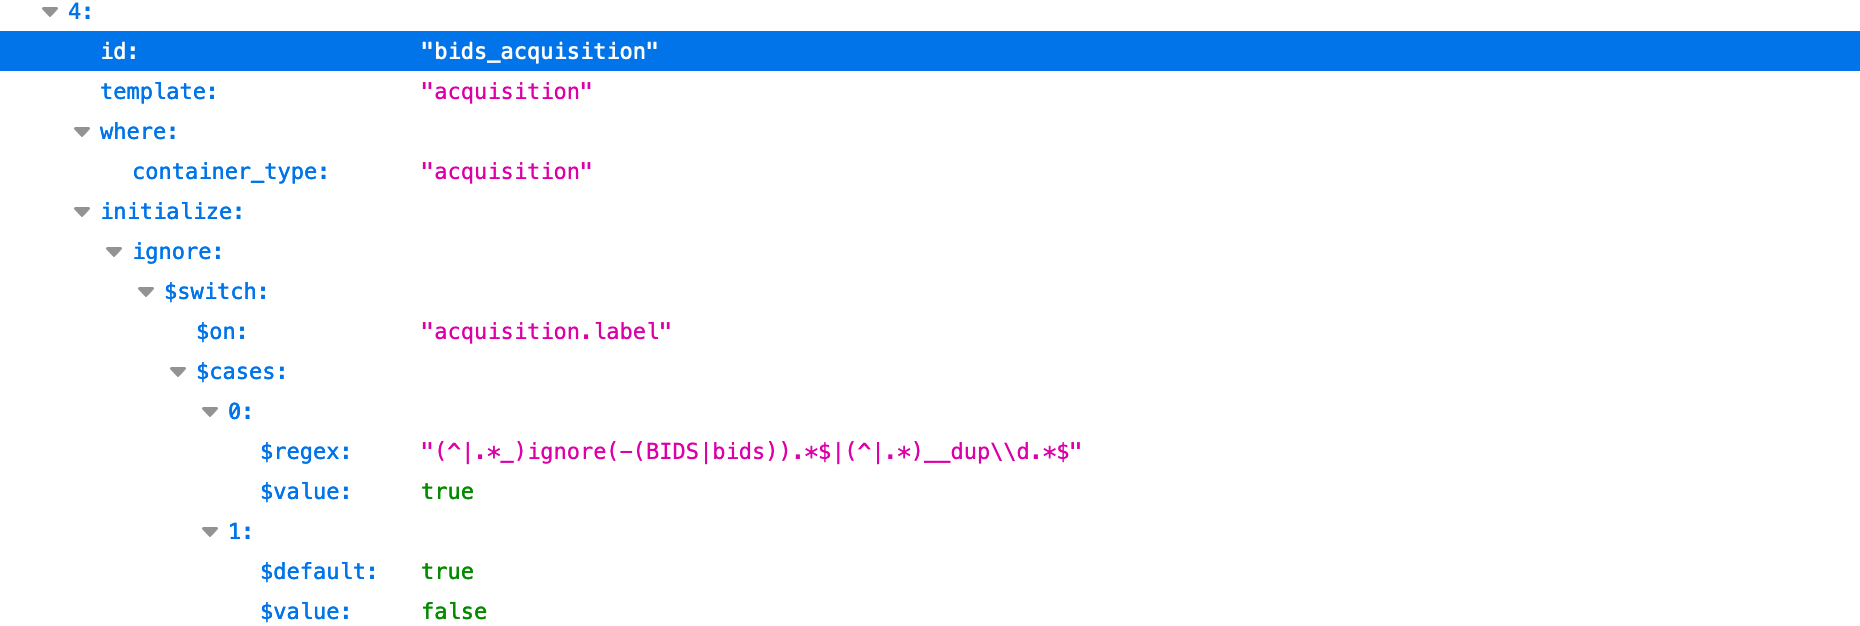 4:
id: "bids_acquisition"
template: "acquisition"
where:
container_type: "acquisition"
initialize:
ignore:
$switch:
$on: "acquisition.label"
$cases:
0:
$regex: "(^|.*_)ignore(-(BIDS|bids)).*$|(^|.*)__dup\\d.*$"
$value: true
1:
$default: true
$value: false